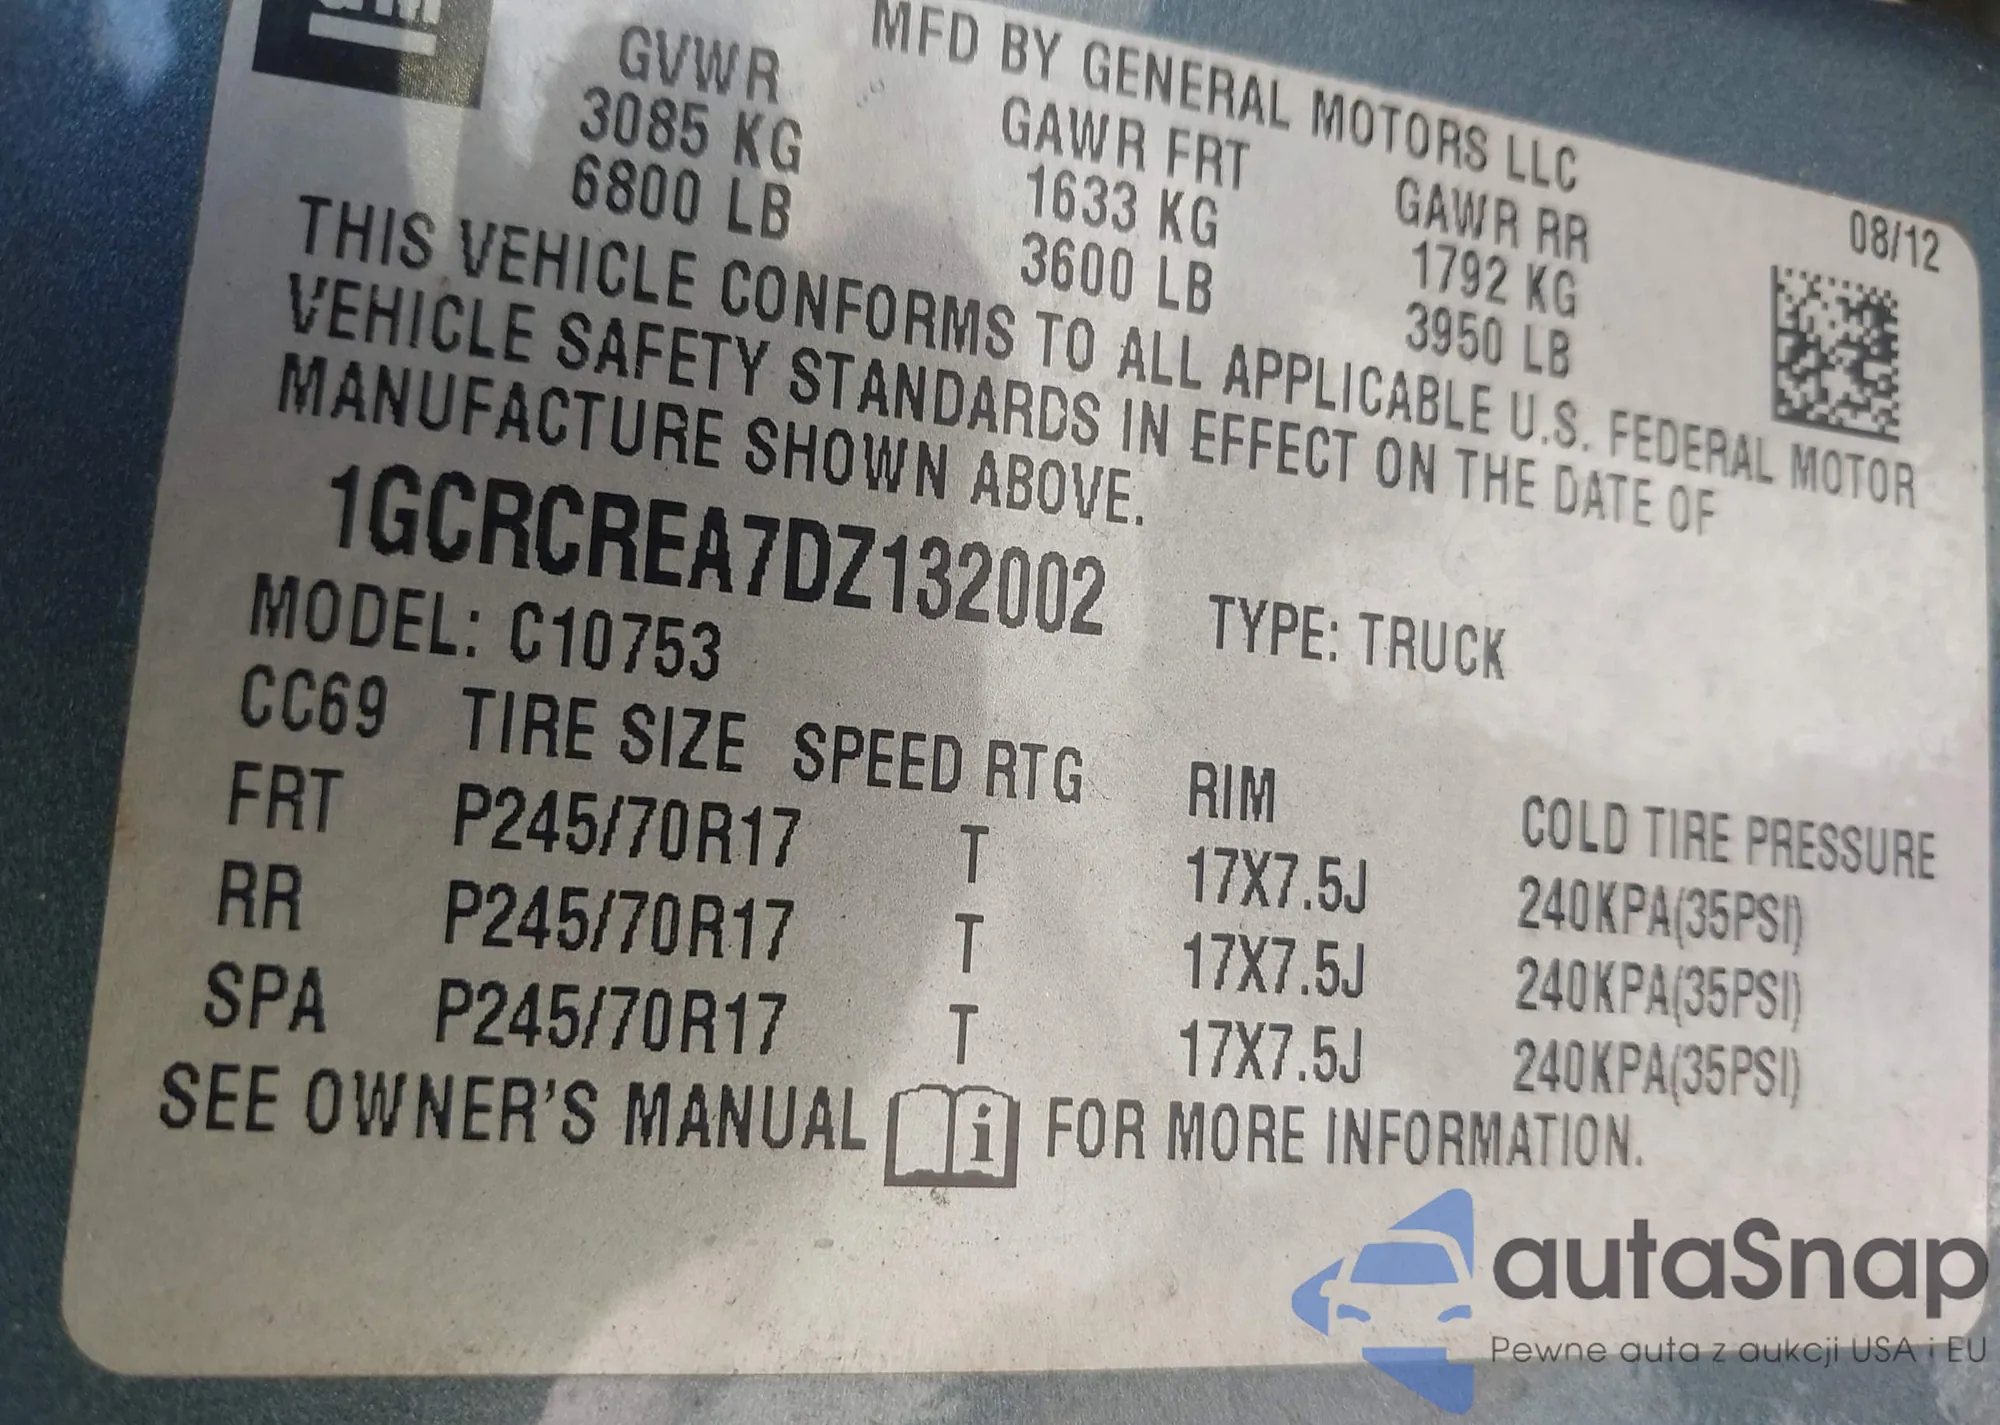 GM
MFD BY GENERAL MOTORS LLC
GVWR GAWR FRT GAWR RR 08/12
3085 KG 1633 KG 1792 KG
6800 LB 3600 LB 3950 LB
THIS VEHICLE CONFORMS TO ALL APPLICABLE U.S. FEDERAL MOTOR
VEHICLE SAFETY STANDARDS IN EFFECT ON THE DATE OF
MANUFACTURE SHOWN ABOVE.
1GCRCREA7DZ132002 TYPE: TRUCK
MODEL: C10753
CC69 TIRE SIZE SPEED RTG RIM COLD TIRE PRESSURE
FRT P245/70R17 T 17X7.5J 240KPA(35PSI)
RR P245/70R17 T 17X7.5J 240KPA(35PSI)
SPA P245/70R17 T 17X7.5J 240KPA(35PSI)
SEE OWNER'S MANUAL i FOR MORE INFORMATION.
autaSnap
Pewne auta z aukcji USA i EU